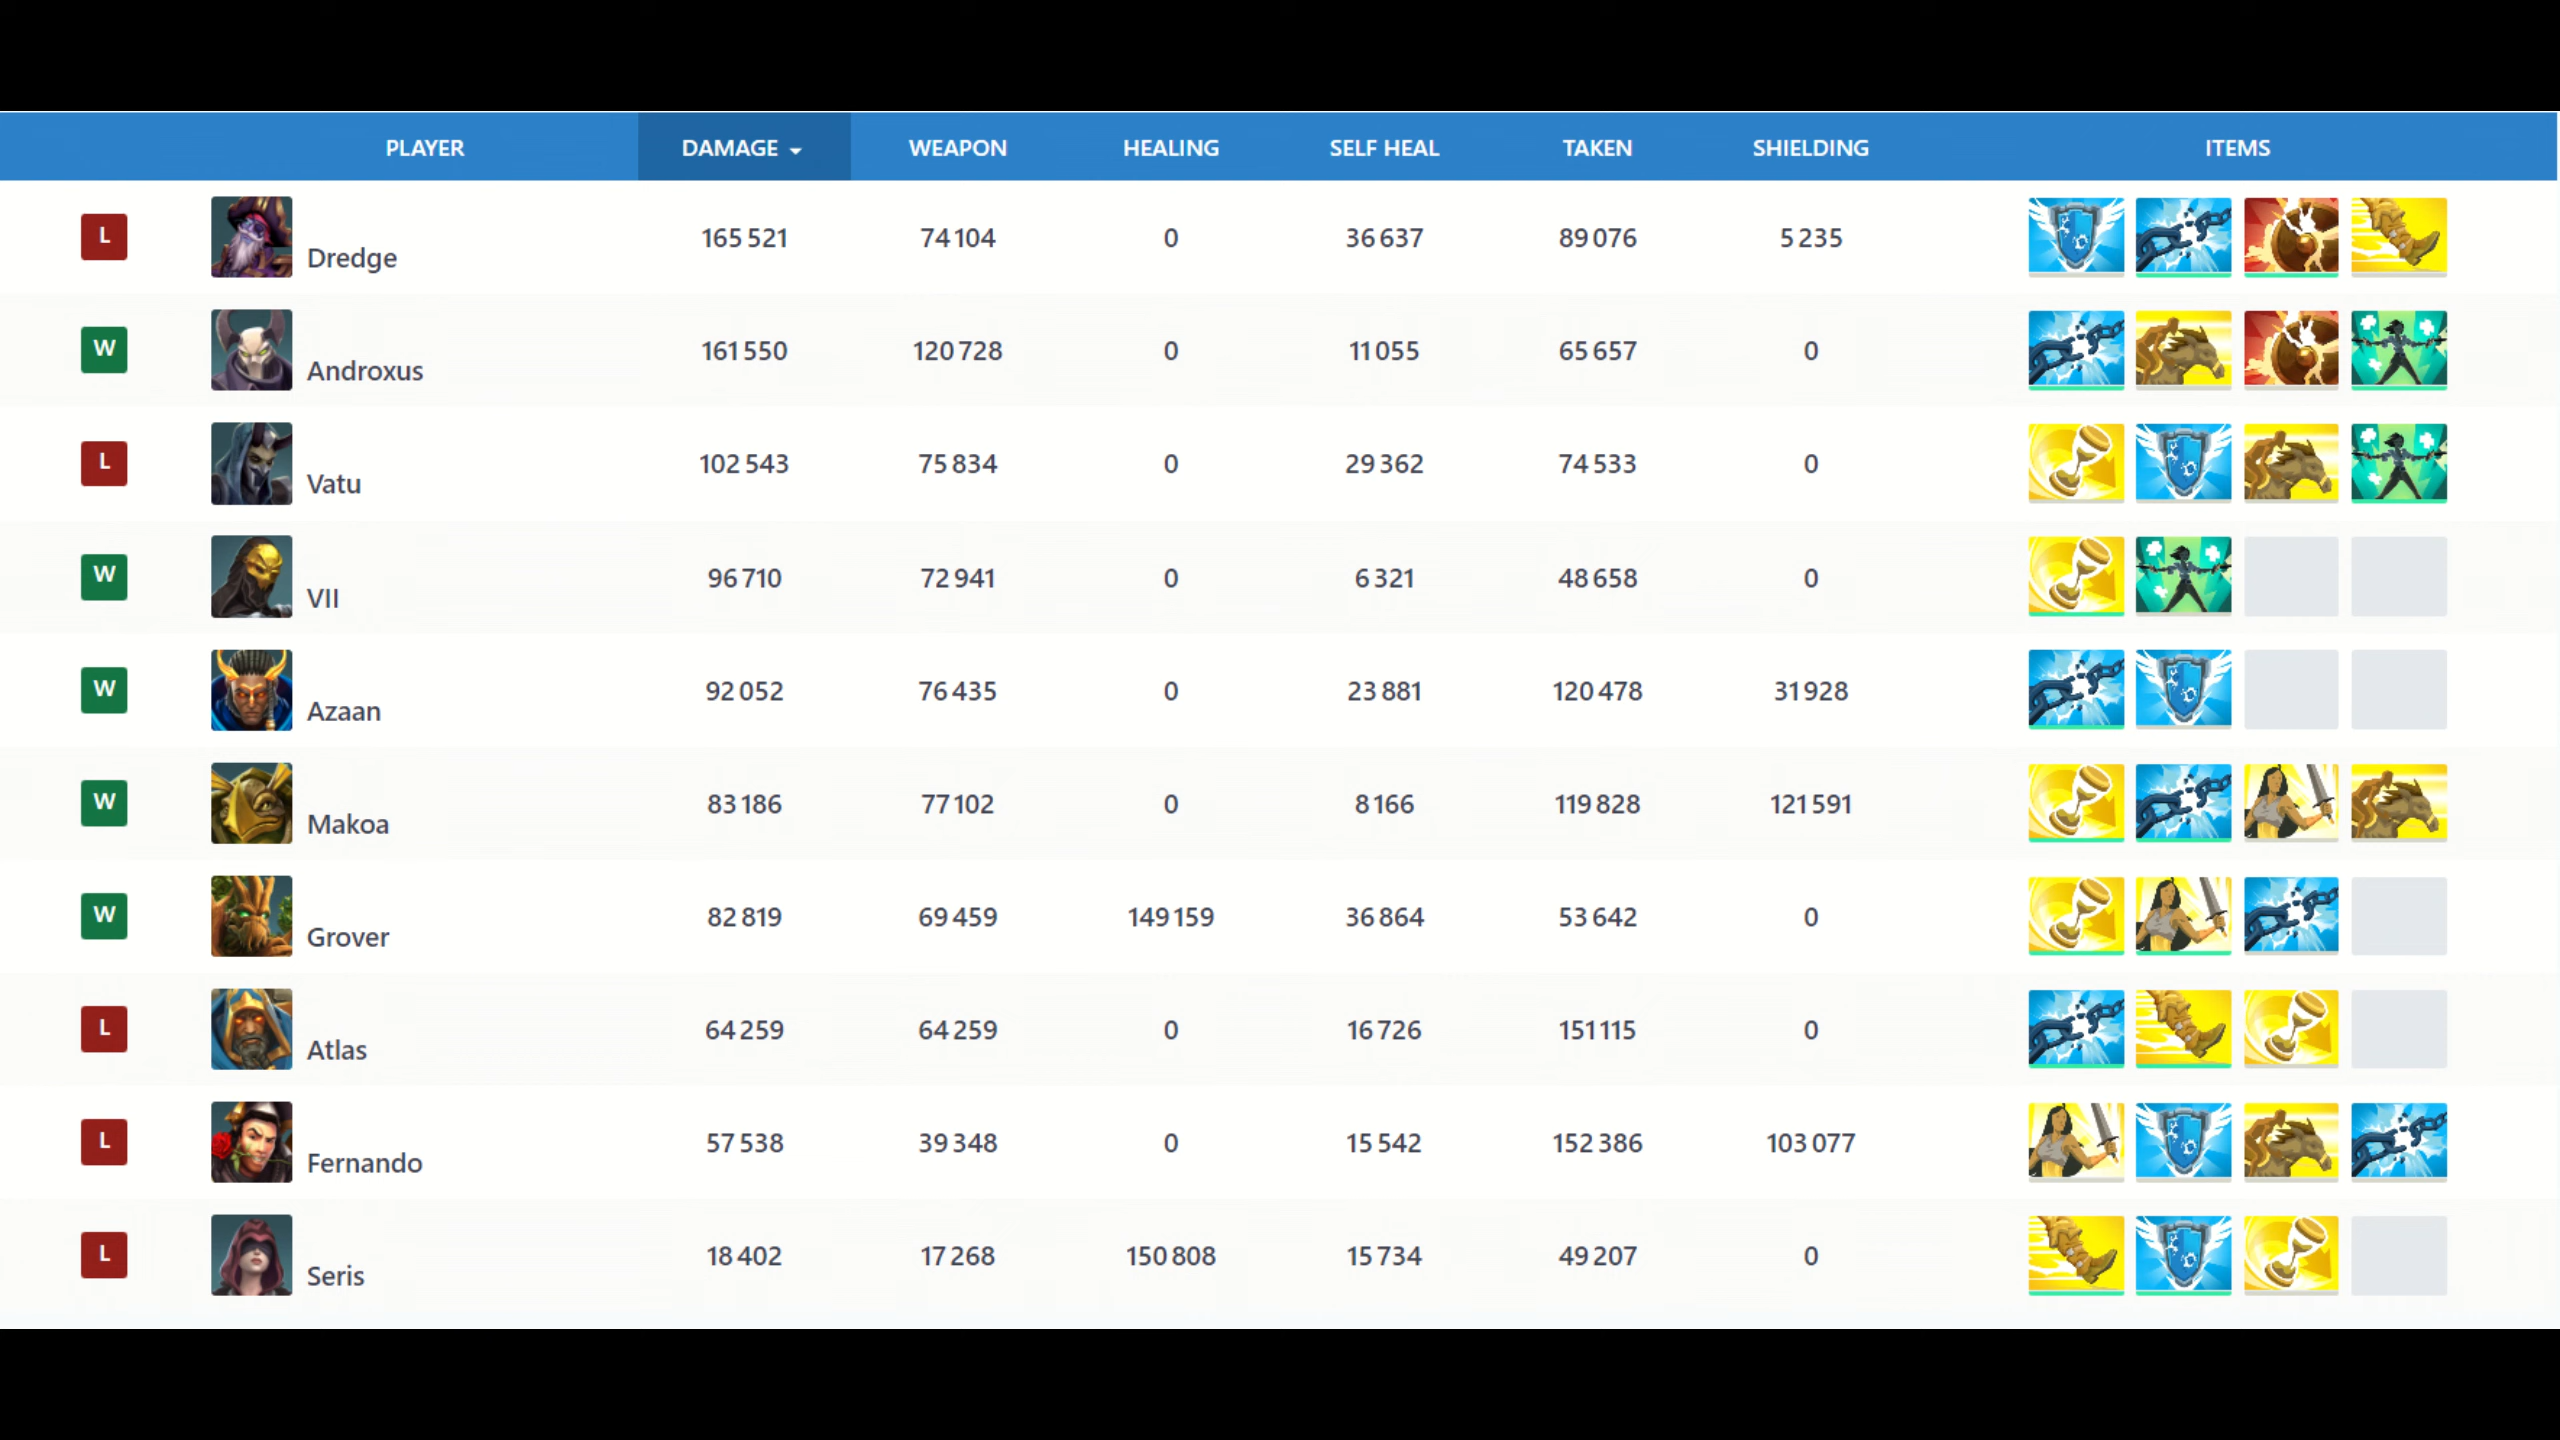 PLAYER DAMAGE WEAPON HEALING SELF HEAL TAKEN SHIELDING ITEMS
L Dredge 165 521 74 104 0 36 637 89 076 5 235
W Androxus 161 550 120 728 0 11 055 65 657 0
L Vatu 102 543 75 834 0 29 362 74 533 0
W VII 96 710 72 941 0 6 321 48 658 0
W Azaan 92 052 76 435 0 23 881 120 478 31 928
W Makoa 83 186 77 102 0 8 166 119 828 121 591
W Grover 82 819 69 459 149 159 36 864 53 642 0
L Atlas 64 259 64 259 0 16 726 151 115 0
L Fernando 57 538 39 348 0 15 542 152 386 103 077
L Seris 18 402 17 268 150 808 15 734 49 207 0